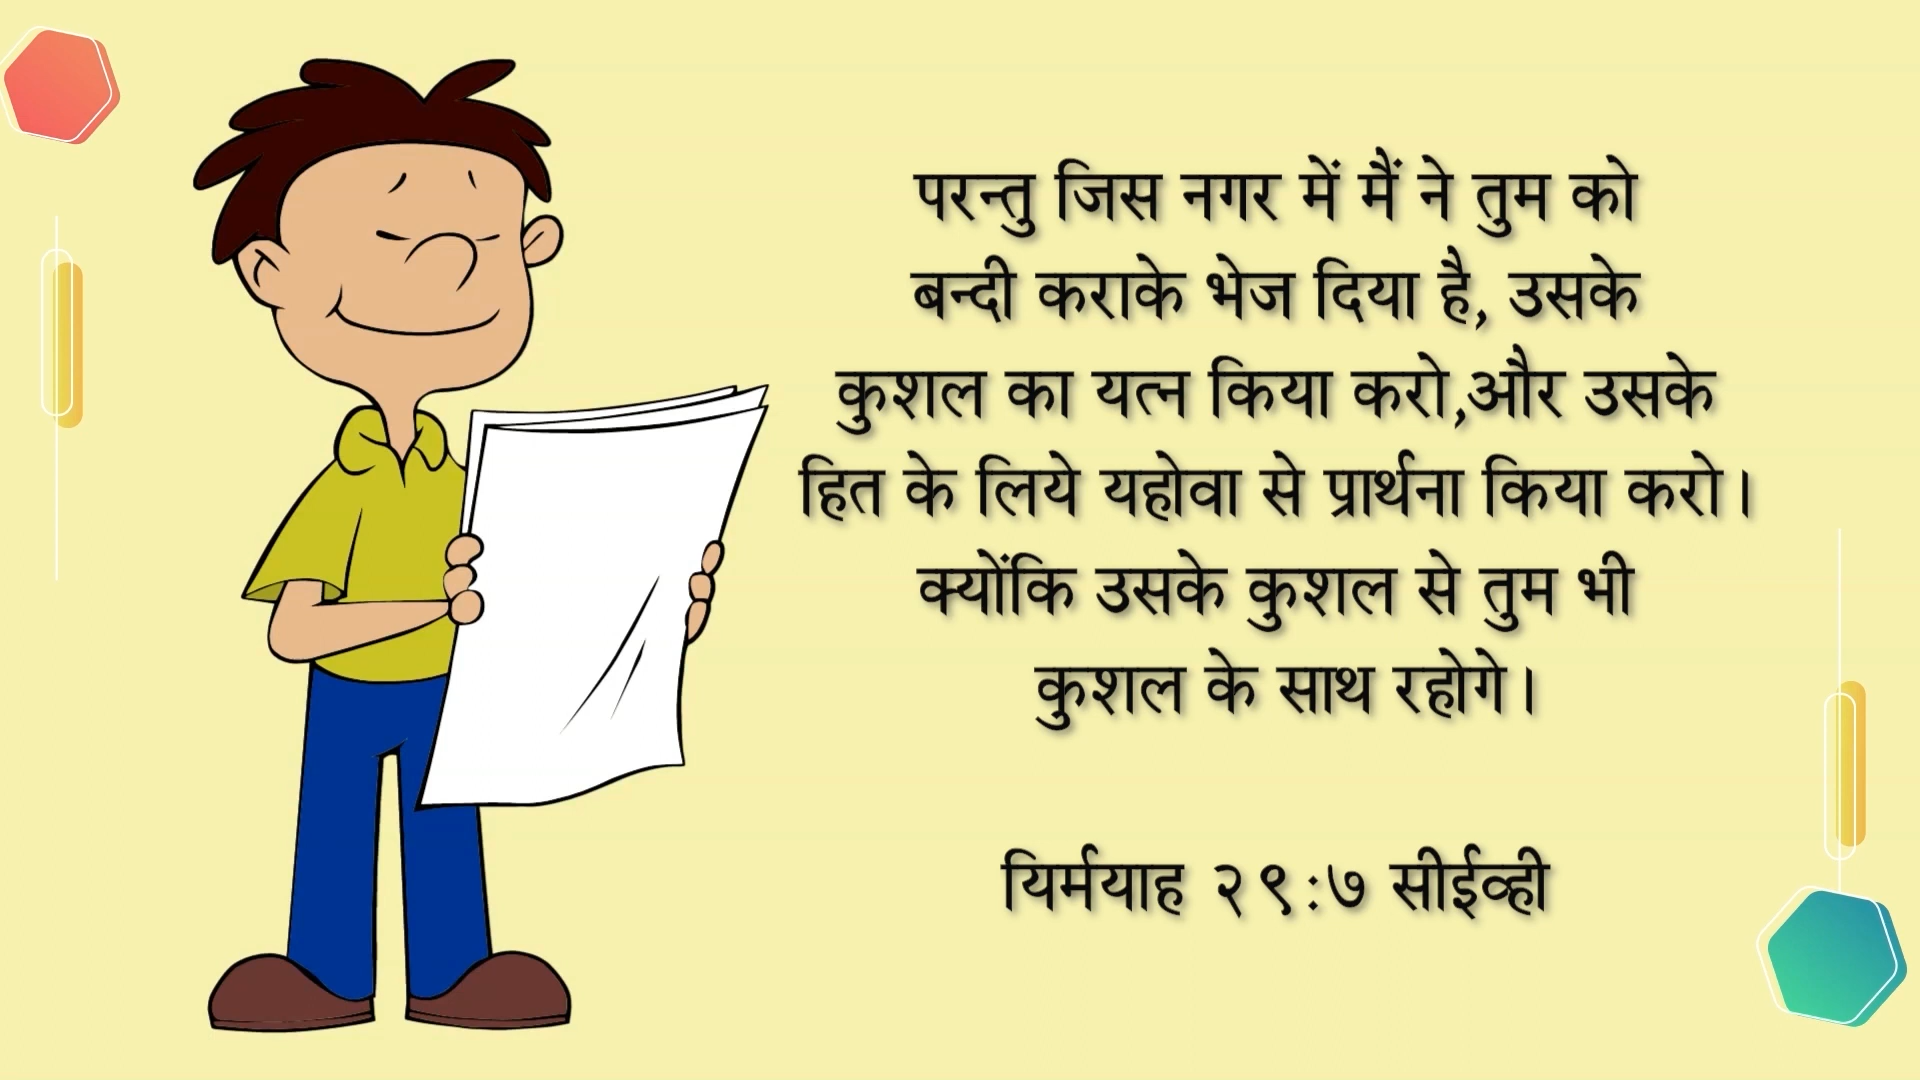 परन्तु जिस नगर में मैं ने तुम को
बन्दी कराके भेज दिया है, उसके
कुशल का यत्न किया करो,और उसके
हित के लिये यहोवा से प्रार्थना किया करो।
क्योंकि उसके कुशल से तुम भी
कुशल के साथ रहोगे।
यिर्मयाह २९:७ सीईव्ही